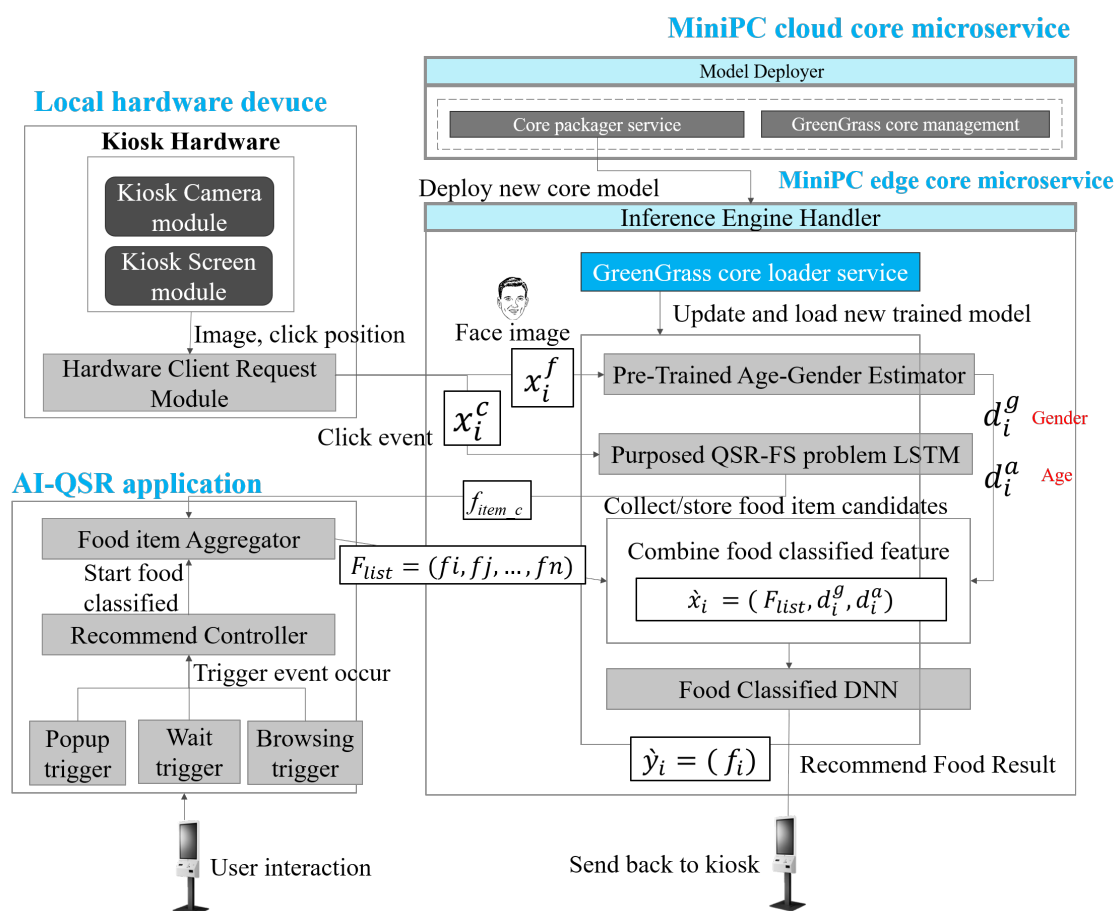 MiniPC cloud core microservice
Model Deployer
Core packager service
GreenGrass core management
Local hardware devuce
Kiosk Hardware
Kiosk Camera
module
Kiosk Screen
module
Image, click position
Hardware Client Request
Module
Deploy new core model
MiniPC edge core microservice
Inference Engine Handler
GreenGrass core loader service
Update and load new trained model
Face image
x_i^f
Pre-Trained Age-Gender Estimator
x_i^c
Click event
d_i^g Gender
Purposed QSR-FS problem LSTM
d_i^a Age
AI-QSR application
f_{item_c}
Collect/store food item candidates
Food item Aggregator
F_{list} = (fi, fj, ..., fn)
Combine food classified feature
x̀_i = ( F_{list}, d_i^g, d_i^a)
Start food
classified
Recommend Controller
Trigger event occur
Food Classified DNN
Popup
trigger
Wait
trigger
Browsing
trigger
ỳ_i = ( f_i)
Recommend Food Result
User interaction
Send back to kiosk